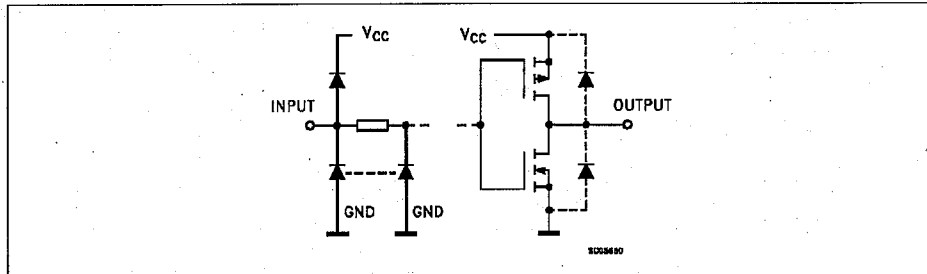 VCC
VCC
INPUT
OUTPUT
GND
GND